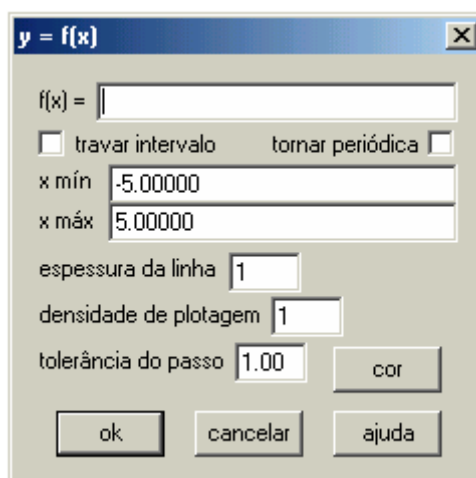 y = f(x)
f(x) =
travar intervalo tornar periódica
x mín -5.00000
x máx 5.00000
espessura da linha 1
densidade de plotagem 1
tolerância do passo 1.00 cor
ok cancelar ajuda